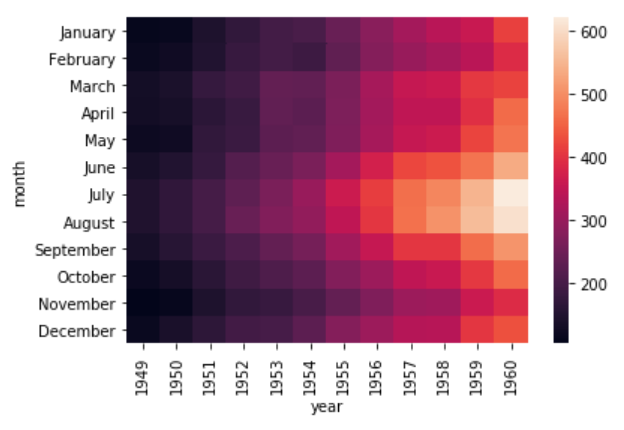 January
February
March
April
May
June
July
August
September
October
November
December
month
1949 1950 1951 1952 1953 1954 1955 1956 1957 1958 1959 1960
year
600
500
400
300
200